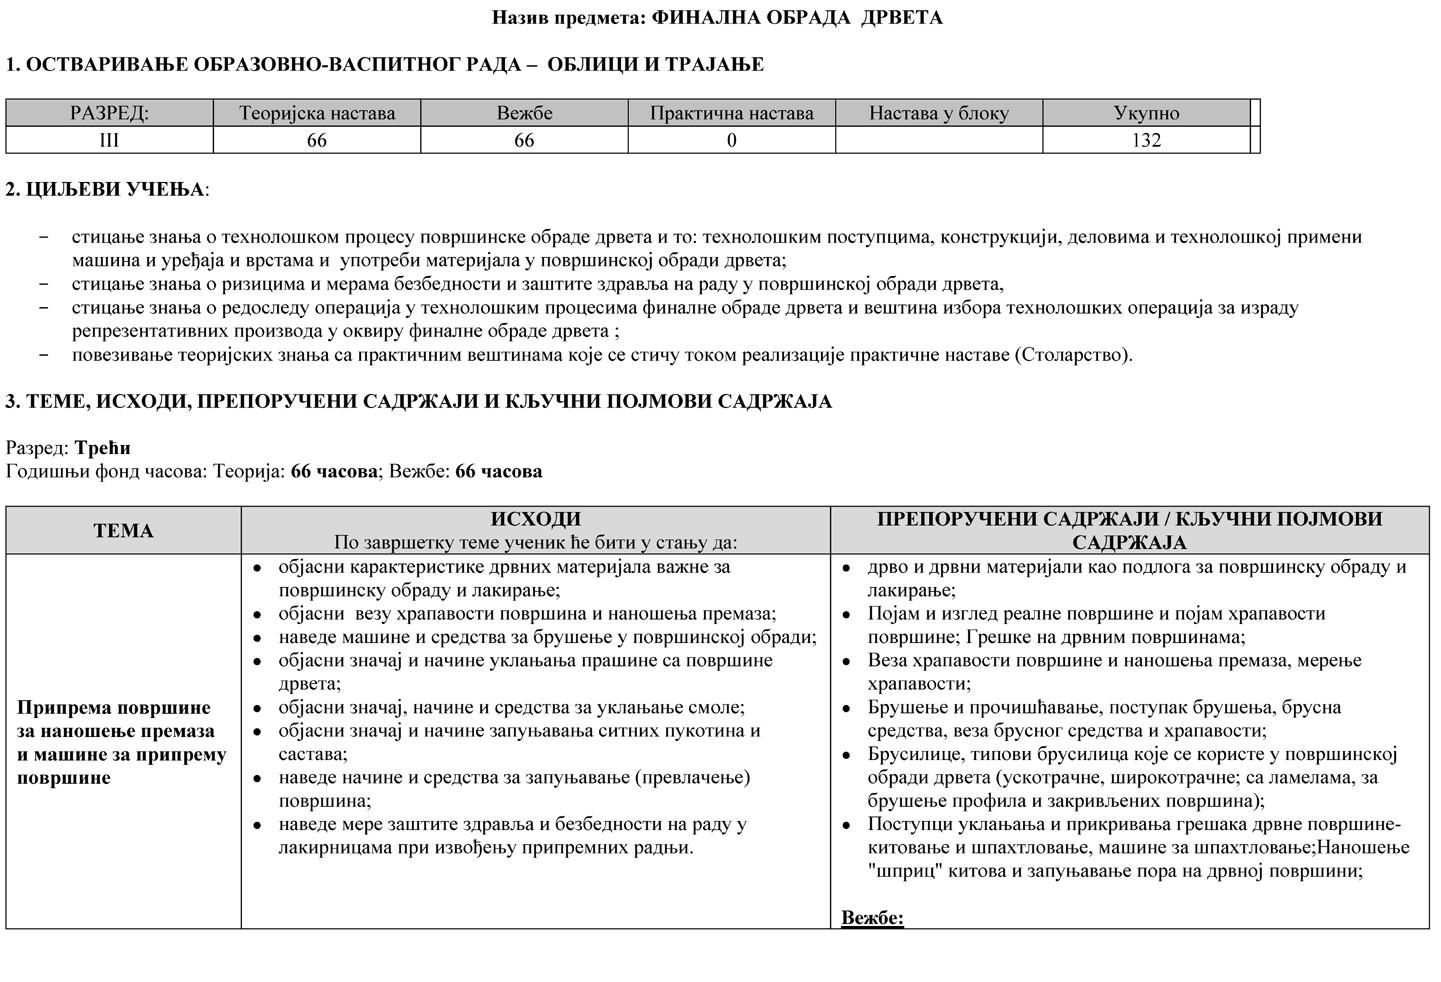 Назив предмета: ФИНАЛНА ОБРАДА  ДРВЕТА
1. ОСТВАРИВАЊЕ ОБРАЗОВНО-ВАСПИТНОГ РАДА –  ОБЛИЦИ И ТРАЈАЊЕ
РАЗРЕД: Теоријска настава Вежбе Практична настава Настава у блоку Укупно
III 66 66 0 132
2. ЦИЉЕВИ УЧЕЊА:
– стицање знања о технолошком процесу површинске обраде дрвета и то: технолошким поступцима, конструкцији, деловима и технолошкој примени
машина и уређаја и врстама и  употреби материјала у површинској обради дрвета;
– стицање знања о ризицима и мерама безбедности и заштите здравља на раду у површинској обради дрвета,
– стицање знања о редоследу операција у технолошким процесима финалне обраде дрвета и вештина избора технолошких операција за израду
репрезентативних производа у оквиру финалне обраде дрвета ;
– повезивање теоријских знања са практичним вештинама које се стичу током реализације практичне наставе (Столарство).
3. ТЕМЕ, ИСХОДИ, ПРЕПОРУЧЕНИ САДРЖАЈИ И КЉУЧНИ ПОЈМОВИ САДРЖАЈА
Разред: Трећи
Годишњи фонд часова: Теорија: 66 часова; Вежбе: 66 часова
ТЕМА
ИСХОДИ
По завршетку теме ученик ће бити у стању да:
ПРЕПОРУЧЕНИ САДРЖАЈИ / КЉУЧНИ ПОЈМОВИ
САДРЖАЈА
Припрема површине
за наношење премаза
и машине за припрему
површине
• објасни карактеристике дрвних материјала важне за
површинску обраду и лакирање;
• објасни  везу храпавости површина и наношења премаза;
• наведе машине и средства за брушење у површинској обради;
• објасни значај и начине уклањања прашине са површине
дрвета;
• објасни значај, начине и средства за уклањање смоле;
• објасни значај и начине запуњавања ситних пукотина и
састава;
• наведе начине и средства за запуњавање (превлачење)
површина;
• наведе мере заштите здравља и безбедности на раду у
лакирницама при извођењу припремних радњи.
• дрво и дрвни материјали као подлога за површинску обраду и
лакирање;
• Појам и изглед реалне површине и појам храпавости
површине; Грешке на дрвним површинама;
• Веза храпавости површине и наношења премаза, мерење
храпавости;
• Брушење и прочишћавање, поступак брушења, брусна
средства, веза брусног средства и храпавости;
• Брусилице, типови брусилица које се користе у површинској
обради дрвета (ускотрачне, широкотрачне; са ламелама, за
брушење профила и закривљених површина);
• Поступци уклањања и прикривања грешака дрвне површине-
китовање и шпахтловање, машине за шпахтловање;Наношење
"шприц" китова и запуњавање пора на дрвној површини;
Вежбе: